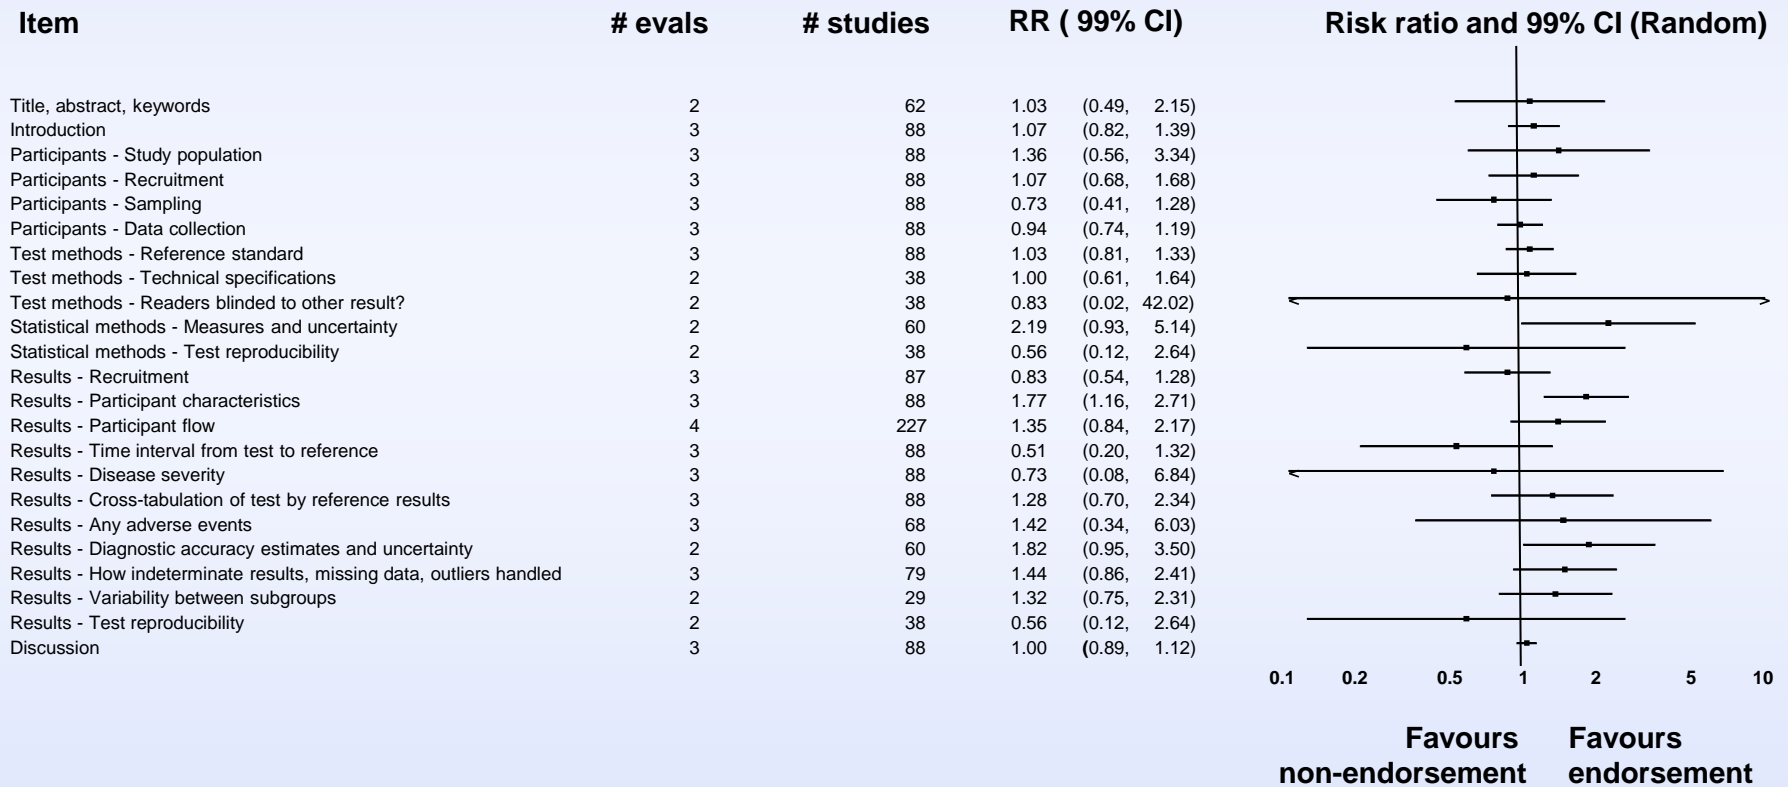 Item # evals # studies RR ( 99% CI) Risk ratio and 99% CI (Random)
Title, abstract, keywords 2 62 1.03 (0.49, 2.15)
Introduction 3 88 1.07 (0.82, 1.39)
Participants - Study population 3 88 1.36 (0.56, 3.34)
Participants - Recruitment 3 88 1.07 (0.68, 1.68)
Participants - Sampling 3 88 0.73 (0.41, 1.28)
Participants - Data collection 3 88 0.94 (0.74, 1.19)
Test methods - Reference standard 3 88 1.03 (0.81, 1.33)
Test methods - Technical specifications 2 38 1.00 (0.61, 1.64)
Test methods - Readers blinded to other result? 2 38 0.83 (0.02, 42.02)
Statistical methods - Measures and uncertainty 2 60 2.19 (0.93, 5.14)
Statistical methods - Test reproducibility 2 38 0.56 (0.12, 2.64)
Results - Recruitment 3 87 0.83 (0.54, 1.28)
Results - Participant characteristics 3 88 1.77 (1.16, 2.71)
Results - Participant flow 4 227 1.35 (0.84, 2.17)
Results - Time interval from test to reference 3 88 0.51 (0.20, 1.32)
Results - Disease severity 3 88 0.73 (0.08, 6.84)
Results - Cross-tabulation of test by reference results 3 88 1.28 (0.70, 2.34)
Results - Any adverse events 3 68 1.42 (0.34, 6.03)
Results - Diagnostic accuracy estimates and uncertainty 2 60 1.82 (0.95, 3.50)
Results - How indeterminate results, missing data, outliers handled 3 79 1.44 (0.86, 2.41)
Results - Variability between subgroups 2 29 1.32 (0.75, 2.31)
Results - Test reproducibility 2 38 0.56 (0.12, 2.64)
Discussion 3 88 1.00 (0.89, 1.12)
0.1 0.2 0.5 1 2 5 10
Favours Favours
non-endorsement endorsement